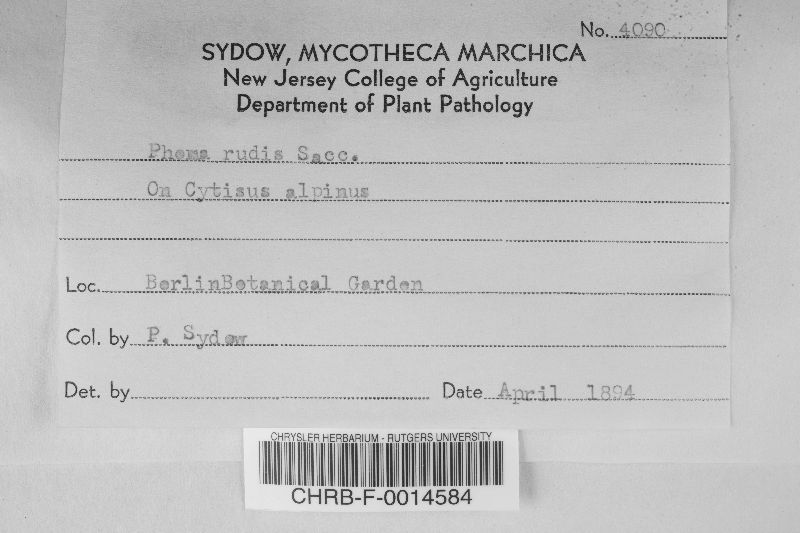 No. 4090
SYDOW, MYCOTHECA MARCHICA
New Jersey College of Agriculture
Department of Plant Pathology
Phoma rudis Sacc.
On Cytisus alpinus
Loc. BerlinBotanical Garden
Col. by P. Sydow
Det. by
Date April 1894
CHRYSLER HERBARIUM - RUTGERS UNIVERSITY
CHRB-F-0014584